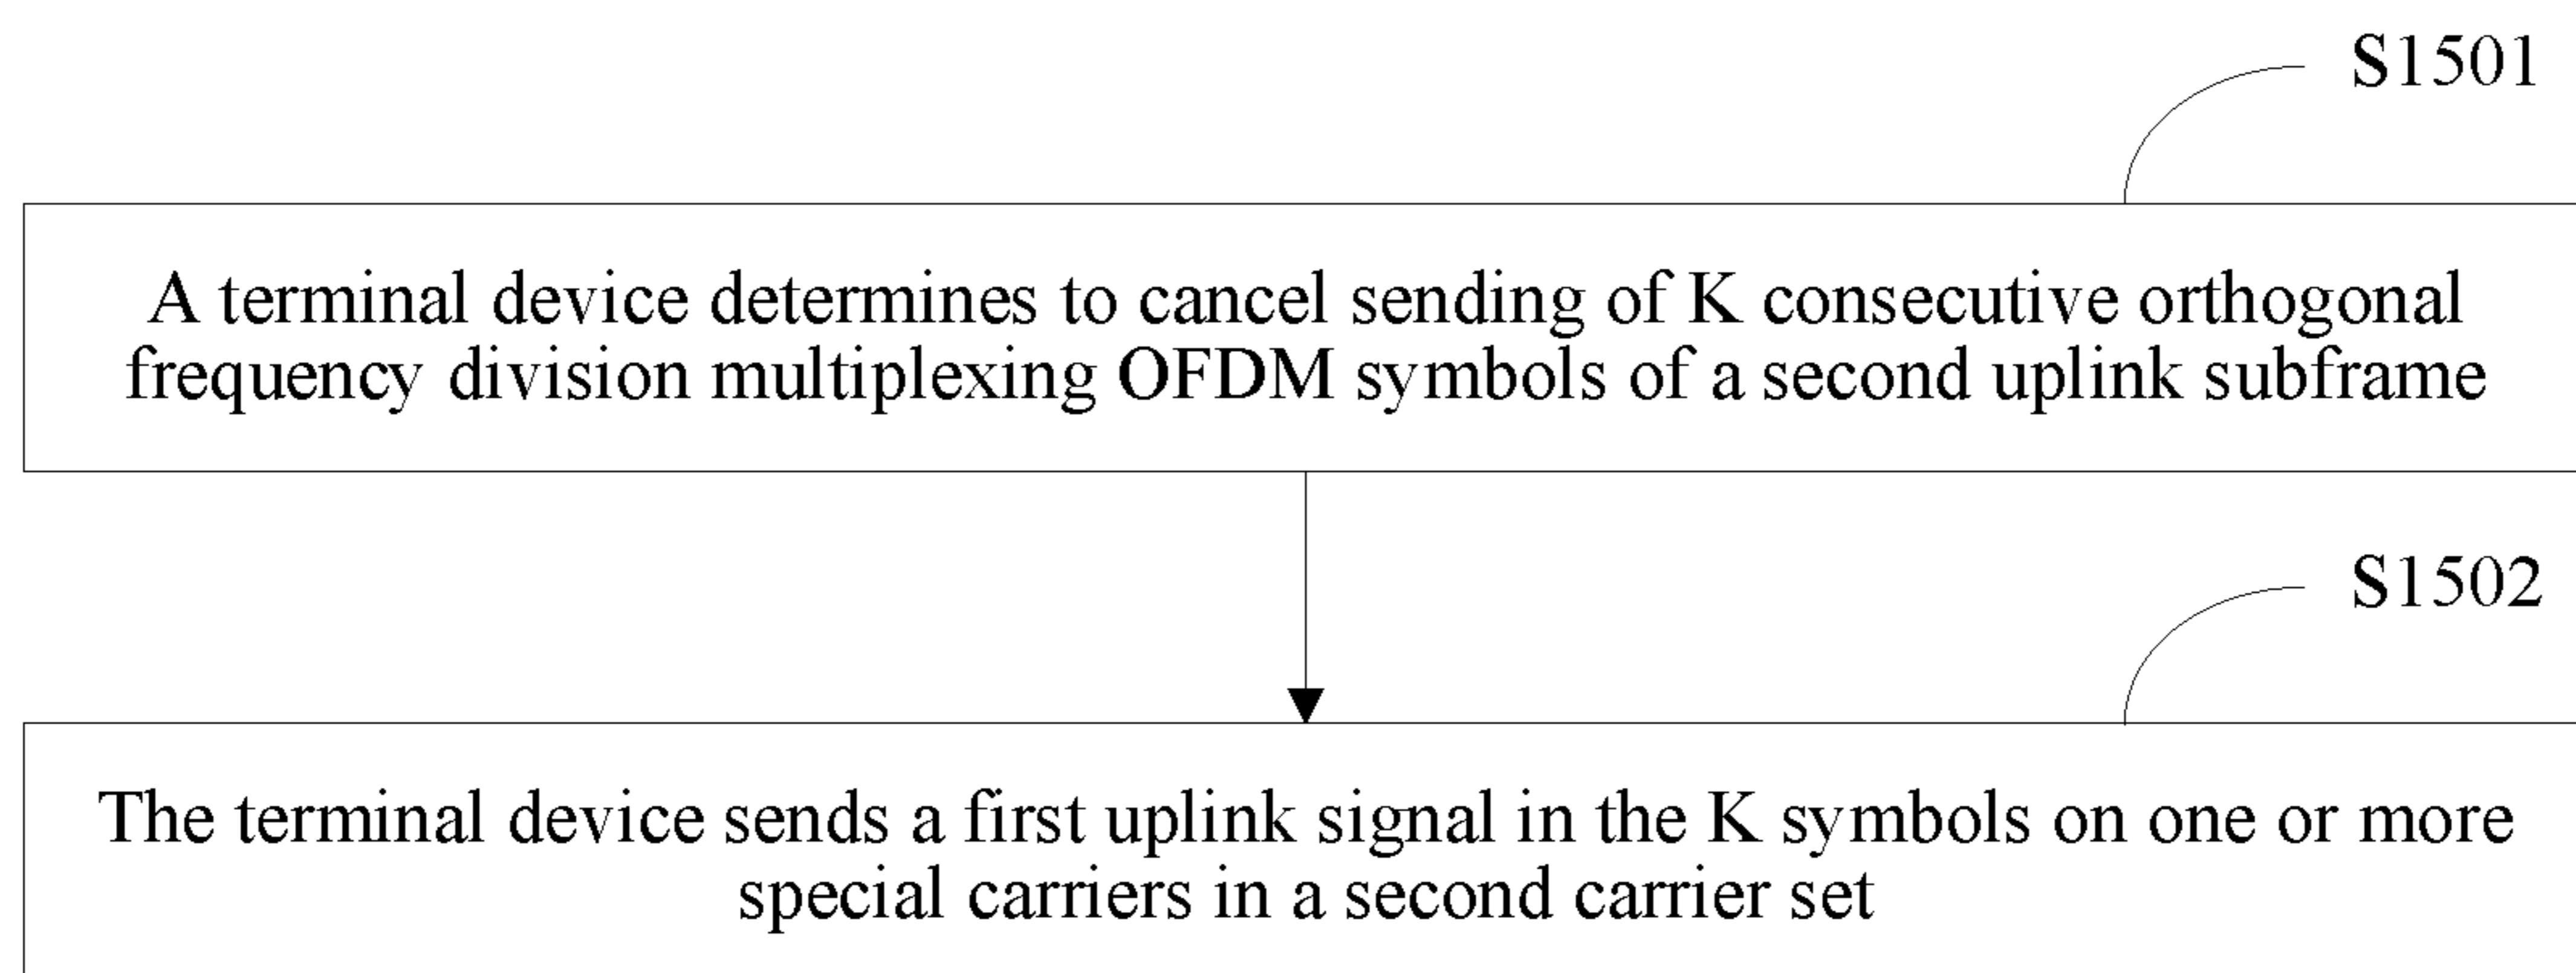 S1501
A terminal device determines to cancel sending of K consecutive orthogonal
frequency division multiplexing OFDM symbols of a second uplink subframe
S1502
The terminal device sends a first uplink signal in the K symbols on one or more
special carriers in a second carrier set